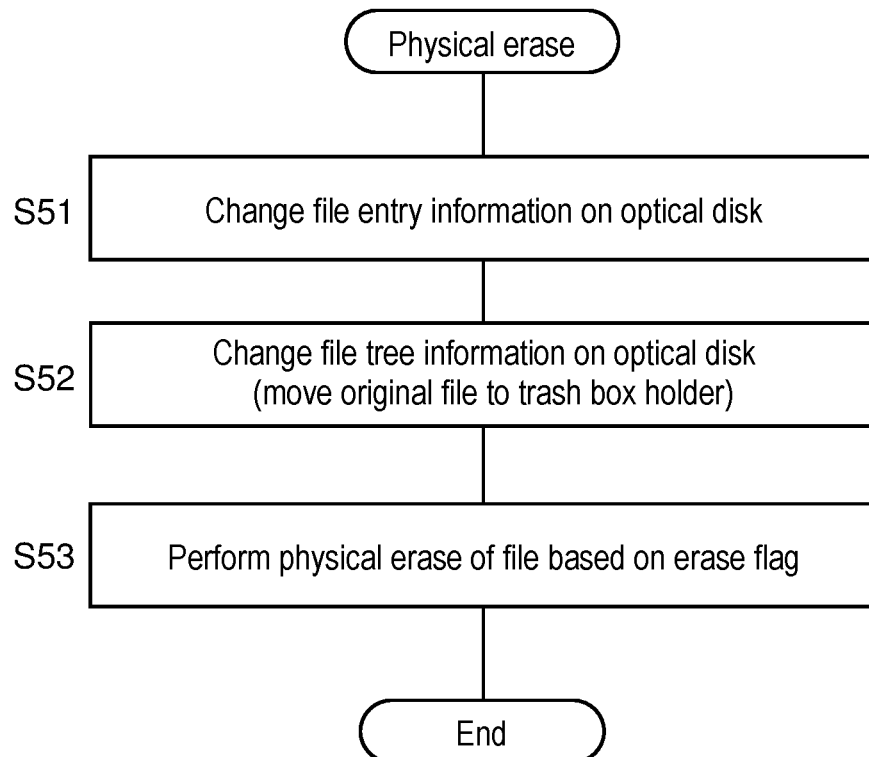 Physical erase
S51
Change file entry information on optical disk
S52
Change file tree information on optical disk
(move original file to trash box holder)
S53
Perform physical erase of file based on erase flag
End